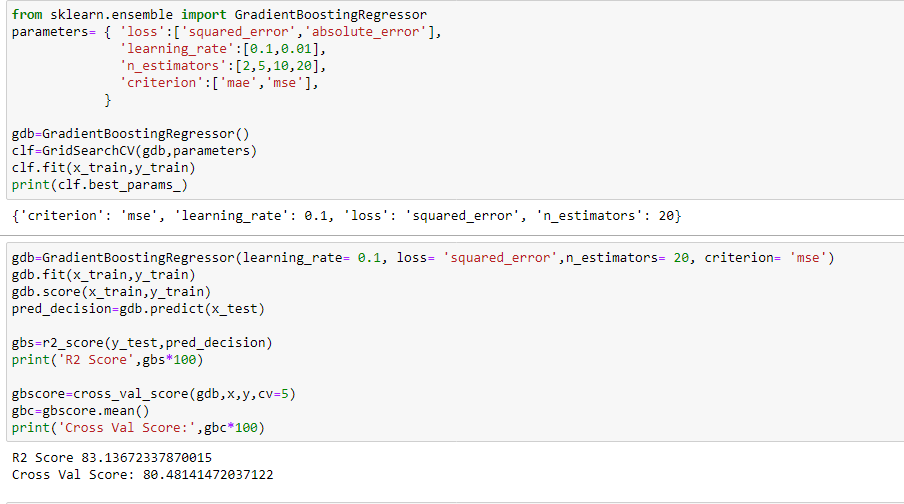 from sklearn.ensemble import GradientBoostingRegressor
parameters= { 'loss':['squared_error','absolute_error'],
'learning_rate':[0.1,0.01],
'n_estimators':[2,5,10,20],
'criterion':['mae','mse'],
}
gdb=GradientBoostingRegressor()
clf=GridSearchCV(gdb,parameters)
clf.fit(x_train,y_train)
print(clf.best_params_)
{'criterion': 'mse', 'learning_rate': 0.1, 'loss': 'squared_error', 'n_estimators': 20}
gdb=GradientBoostingRegressor(learning_rate= 0.1, loss= 'squared_error',n_estimators= 20, criterion= 'mse')
gdb.fit(x_train,y_train)
gdb.score(x_train,y_train)
pred_decision=gdb.predict(x_test)
gbs=r2_score(y_test,pred_decision)
print('R2 Score',gbs*100)
gbscore=cross_val_score(gdb,x,y,cv=5)
gbc=gbscore.mean()
print('Cross Val Score:',gbc*100)
R2 Score 83.13672337870015
Cross Val Score: 80.48141472037122